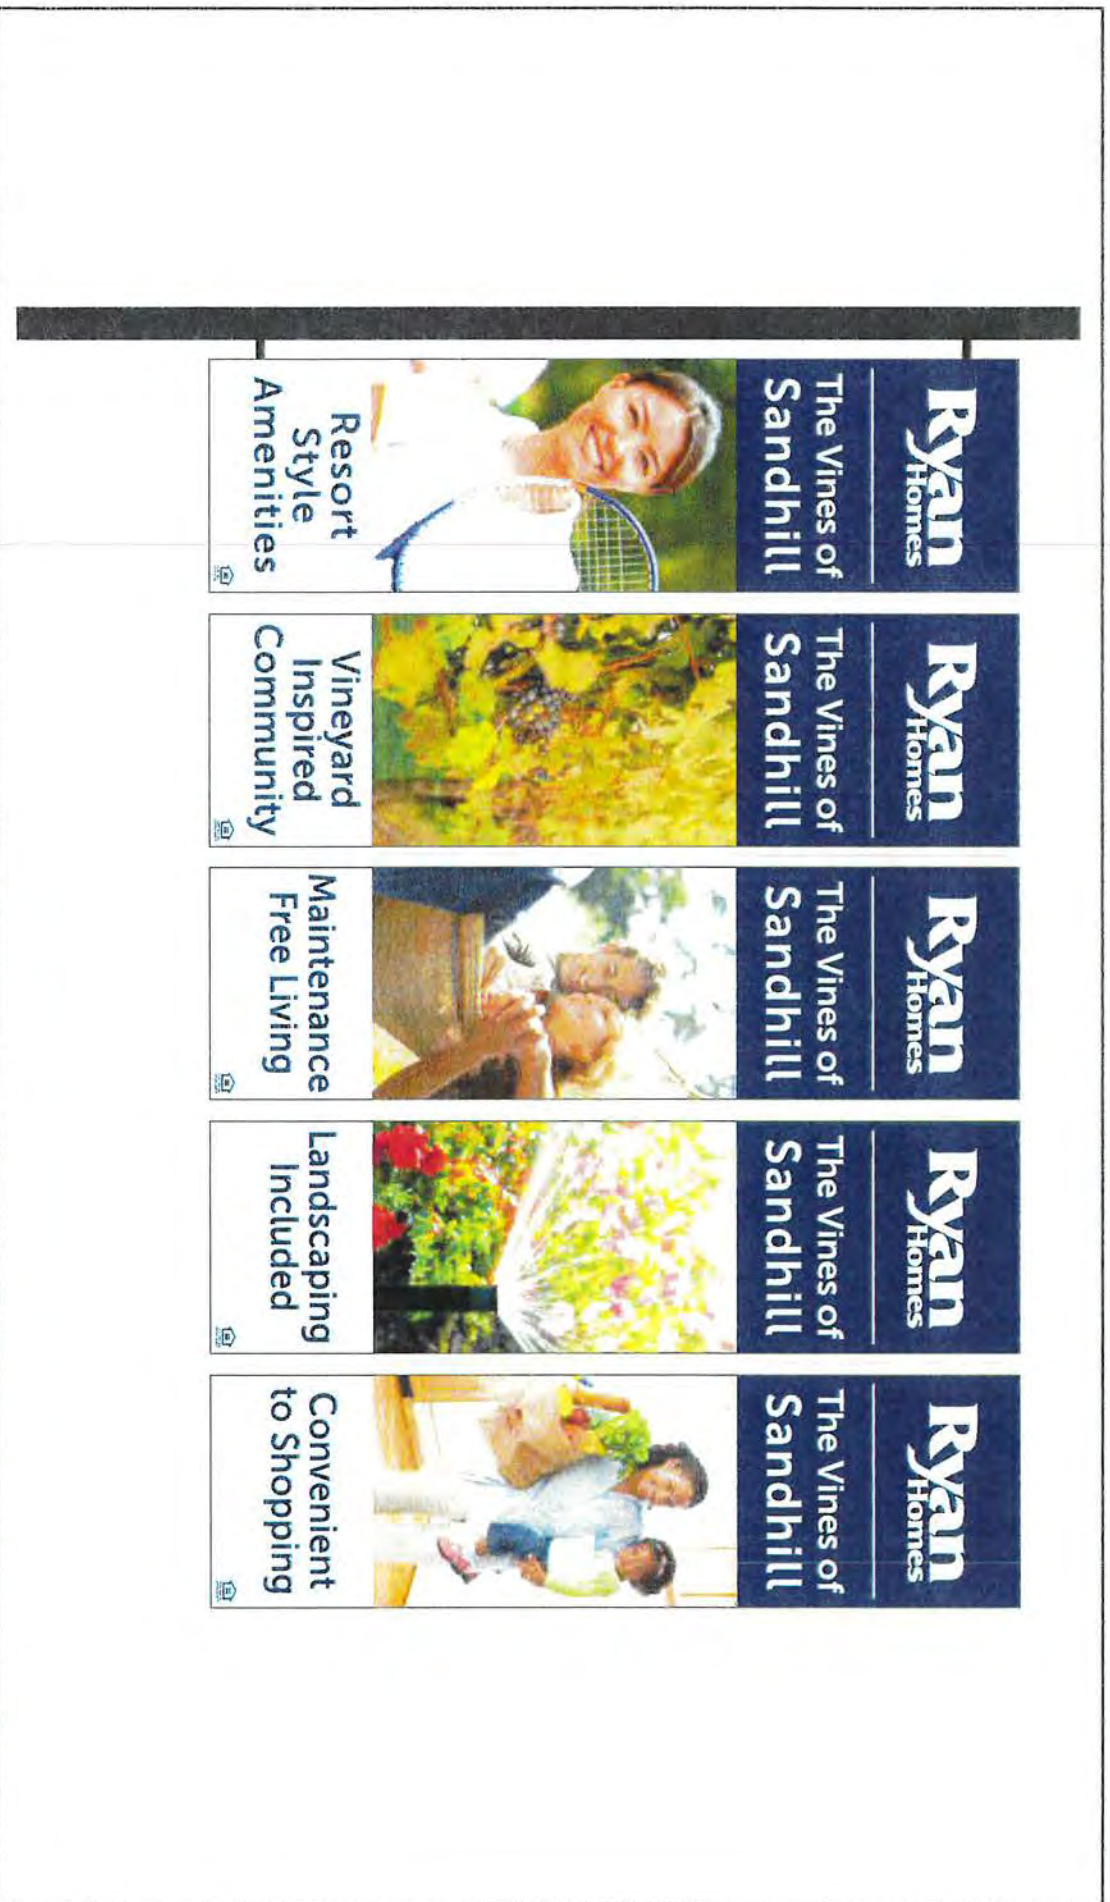 Ryan
Homes
The Vines of
Sandhill
Resort
Style
Amenities
Ryan
Homes
The Vines of
Sandhill
Vineyard
Inspired
Community
Ryan
Homes
The Vines of
Sandhill
Maintenance
Free Living
Ryan
Homes
The Vines of
Sandhill
Landscaping
Included
Ryan
Homes
The Vines of
Sandhill
Convenient
to Shopping